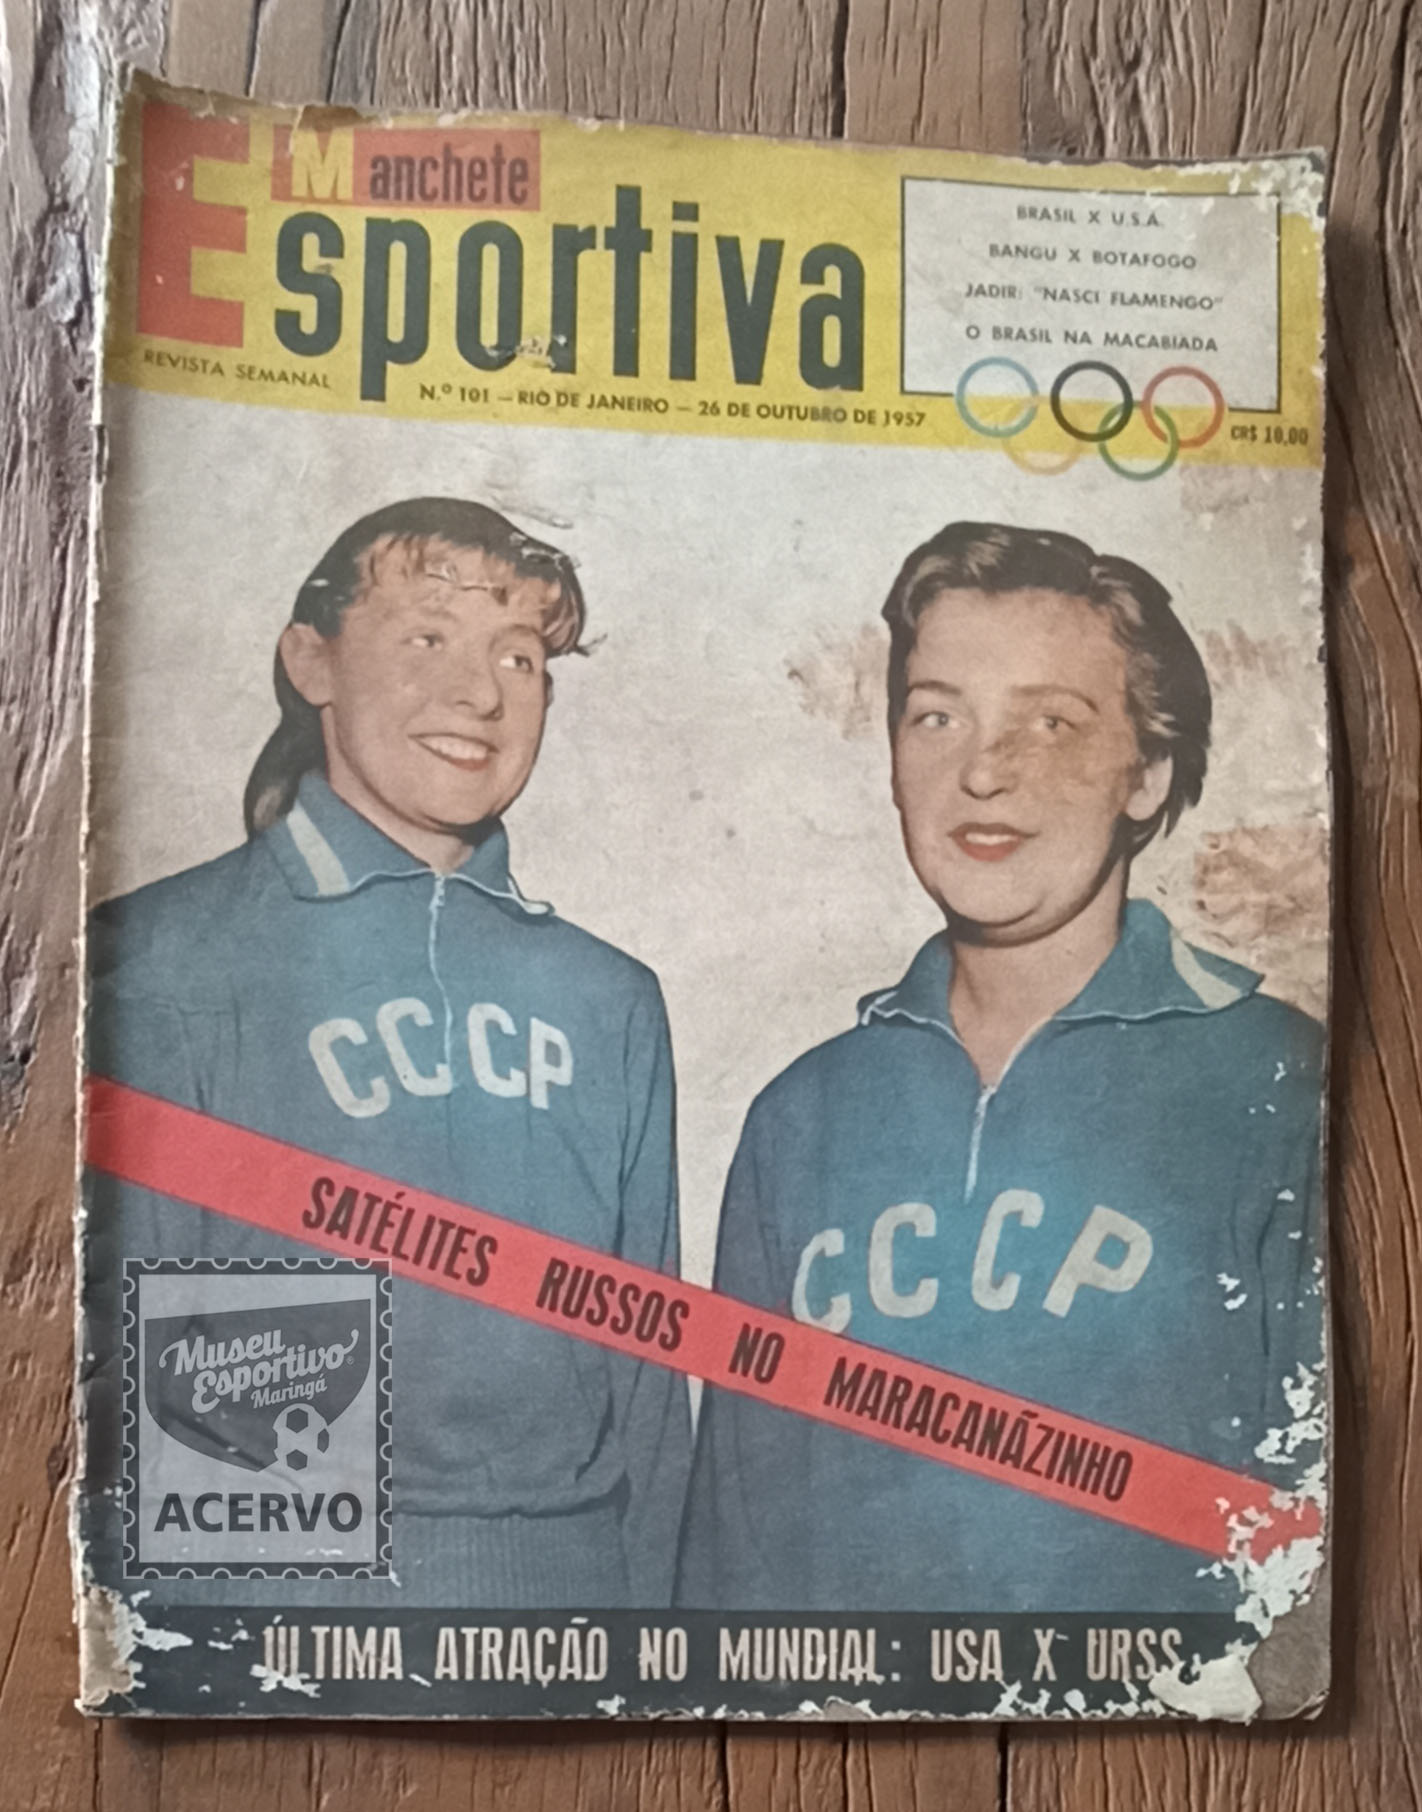 Manchete
Esportiva
REVISTA SEMANAL
N.º 101 — RIO DE JANEIRO — 26 DE OUTUBRO DE 1957
BRASIL X U.S.A.
BANGU X BOTAFOGO
JADIR: "NASCI FLAMENGO"
O BRASIL NA MACABIADA
CR$ 10,00
CCCP
CCCP
SATÉLITES RUSSOS NO MARACANÃZINHO
Museu
Esportivo®
Maringá
ACERVO
ÚLTIMA ATRAÇÃO NO MUNDIAL: USA X URSS